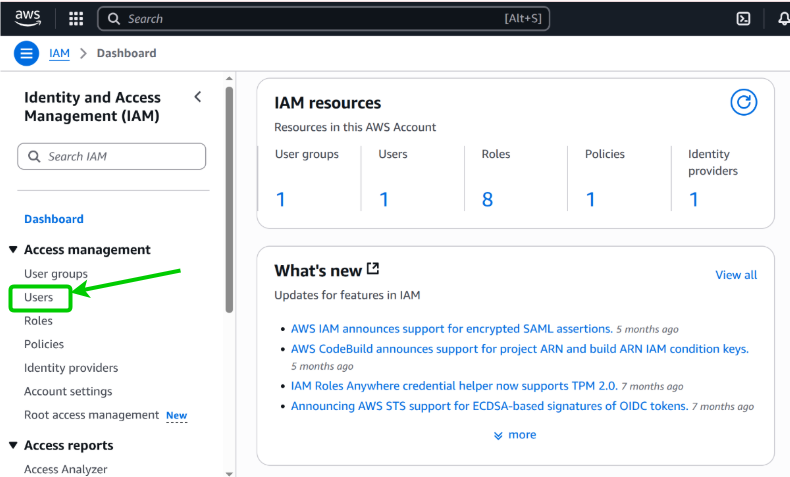 aws
Search
[Alt+S]
IAM > Dashboard
Identity and Access
Management (IAM)
Search IAM
Dashboard
Access management
User groups
Users
Roles
Policies
Identity providers
Account settings
Root access management New
Access reports
Access Analyzer
IAM resources
Resources in this AWS Account
User groups
1
Users
1
Roles
8
Policies
1
Identity
providers
1
What's new
View all
Updates for features in IAM
• AWS IAM announces support for encrypted SAML assertions. 5 months ago
• AWS CodeBuild announces support for project ARN and build ARN IAM condition keys.
5 months ago
• IAM Roles Anywhere credential helper now supports TPM 2.0. 7 months ago
• Announcing AWS STS support for ECDSA-based signatures of OIDC tokens. 7 months ago
more